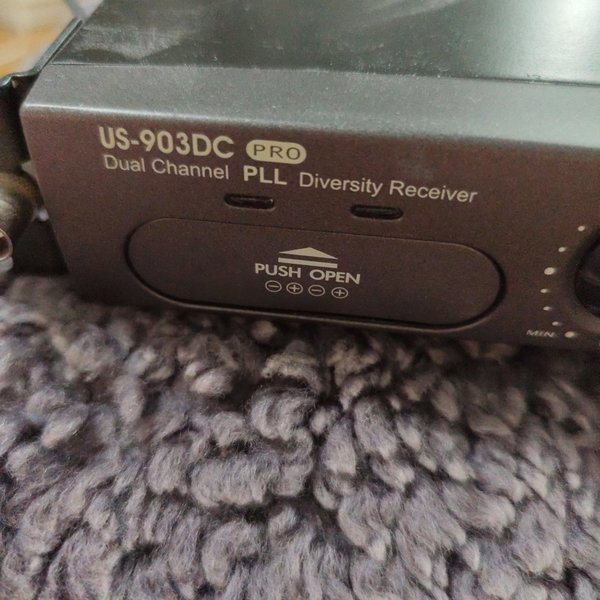 US-903DC PRO
Dual Channel PLL Diversity Receiver
PUSH OPEN
⊖⊕⊖⊕
MIN